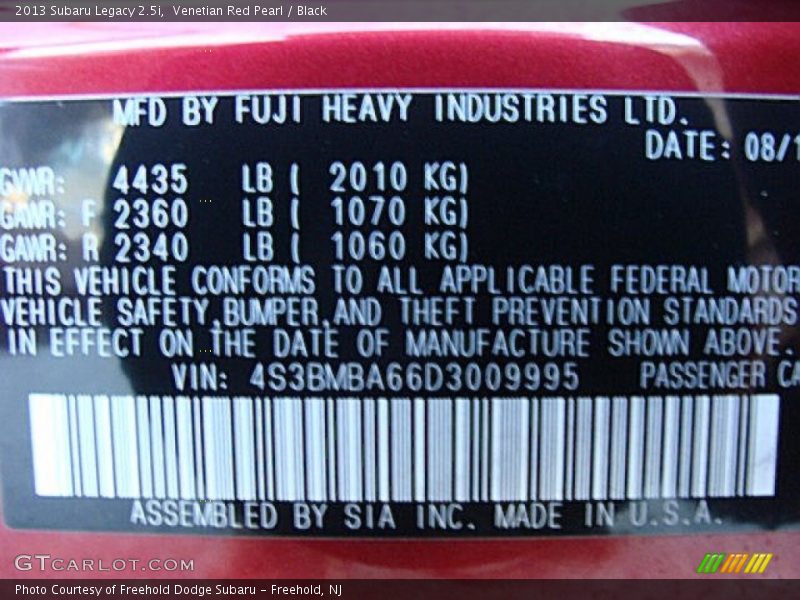 2013 Subaru Legacy 2.5i, Venetian Red Pearl / Black
MFD BY FUJI HEAVY INDUSTRIES LTD.
DATE: 08/1
GVWR: 4435 LB ( 2010 KG)
GAWR: F 2360 LB ( 1070 KG)
GAWR: R 2340 LB ( 1060 KG)
THIS VEHICLE CONFORMS TO ALL APPLICABLE FEDERAL MOTOR
VEHICLE SAFETY,BUMPER,AND THEFT PREVENTION STANDARDS
IN EFFECT ON THE DATE OF MANUFACTURE SHOWN ABOVE.
VIN: 4S3BMBA66D3009995 PASSENGER CA
ASSEMBLED BY SIA INC. MADE IN U.S.A.
GTCARLOT.COM
Photo Courtesy of Freehold Dodge Subaru - Freehold, NJ